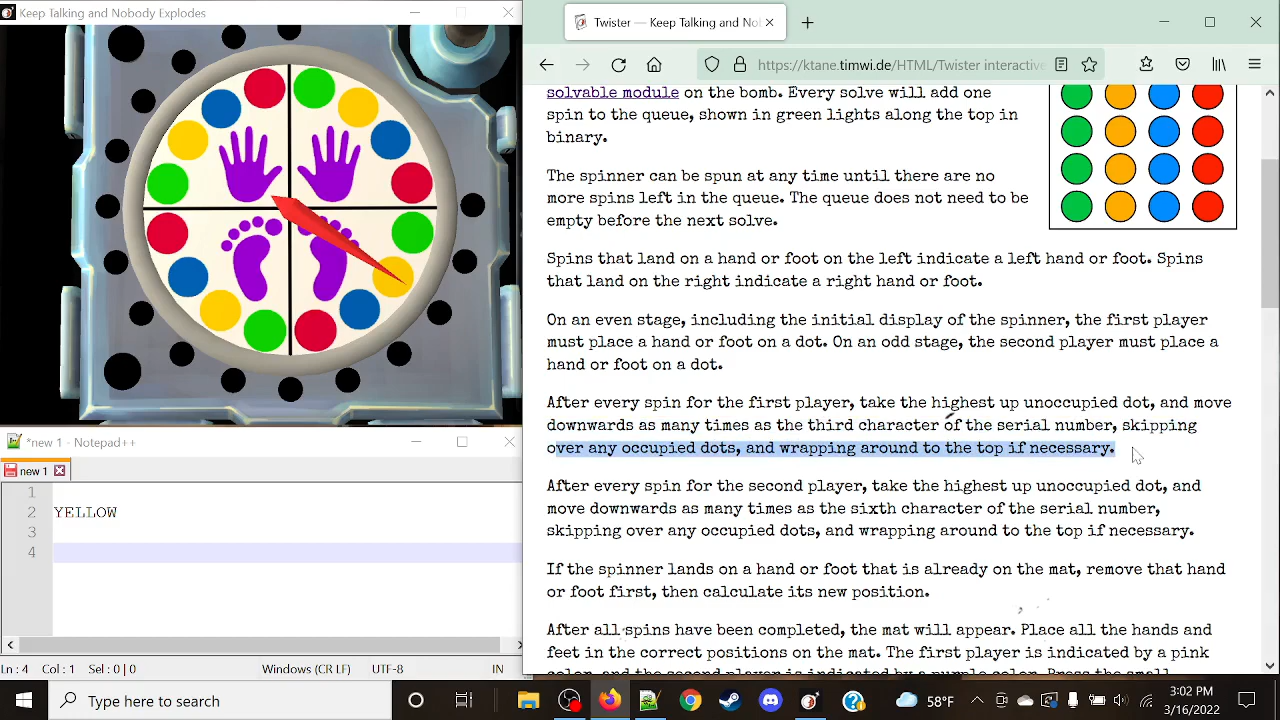 Keep Talking and Nobody Explodes
Twister — Keep Talking and No
https://ktane.timwi.de/HTML/Twister interactive
solvable module on the bomb. Every solve will add one
spin to the queue, shown in green lights along the top in
binary.
The spinner can be spun at any time until there are no
more spins left in the queue. The queue does not need to be
empty before the next solve.
Spins that land on a hand or foot on the left indicate a left hand or foot. Spins
that land on the right indicate a right hand or foot.
On an even stage, including the initial display of the spinner, the first player
must place a hand or foot on a dot. On an odd stage, the second player must place a
hand or foot on a dot.
After every spin for the first player, take the highest up unoccupied dot, and move
downwards as many times as the third character of the serial number, skipping
over any occupied dots, and wrapping around to the top if necessary.
After every spin for the second player, take the highest up unoccupied dot, and
move downwards as many times as the sixth character of the serial number,
skipping over any occupied dots, and wrapping around to the top if necessary.
If the spinner lands on a hand or foot that is already on the mat, remove that hand
or foot first, then calculate its new position.
After all spins have been completed, the mat will appear. Place all the hands and
feet in the correct positions on the mat. The first player is indicated by a pink
*new 1 - Notepad++
new 1
1
2 YELLOW
3
4
Ln : 4 Col : 1 Sel : 0 | 0 Windows (CR LF) UTF-8 IN
Type here to search
58°F
3:02 PM
3/16/2022